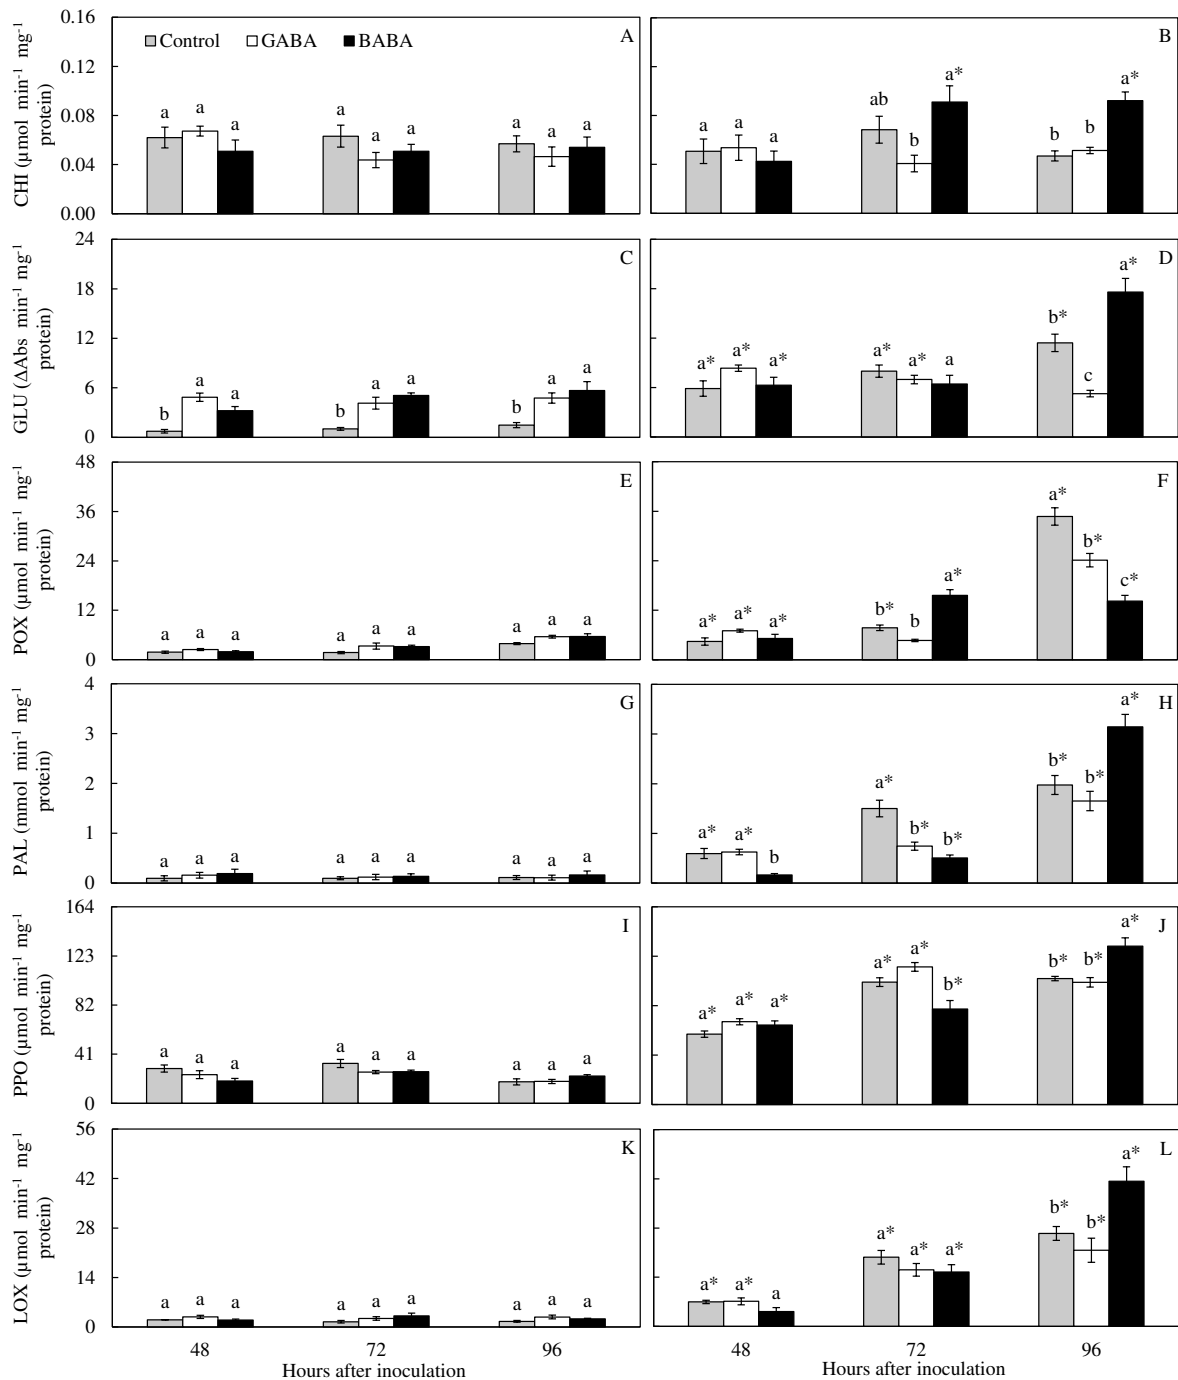 CHI (µmol min⁻¹ mg⁻¹
protein)
0.16
0.12
0.08
0.04
0.00
Control GABA BABA
A
a a a a a a a a a
B
a a a ab b a* b b a*
GLU (ΔAbs min⁻¹ mg⁻¹
protein)
24
18
12
6
0
C
b a a b a a b a a
D
a* a* a* a* a* a b* c a*
POX (µmol min⁻¹ mg⁻¹
protein)
48
36
24
12
0
E
a a a a a a a a a
F
a* a* a* b* b a* a* b* c*
PAL (mmol min⁻¹ mg⁻¹
protein)
4
3
2
1
0
G
a a a a a a a a a
H
a* a* b a* b* b* b* b* a*
PPO (µmol min⁻¹ mg⁻¹
protein)
164
123
82
41
0
I
a a a a a a a a a
J
a* a* a* a* a* b* b* b* a*
LOX (µmol min⁻¹ mg⁻¹
protein)
56
42
28
14
0
K
a a a a a a a a a
L
a* a* a a* a* a* b* b* a*
48 72 96 48 72 96
Hours after inoculation Hours after inoculation